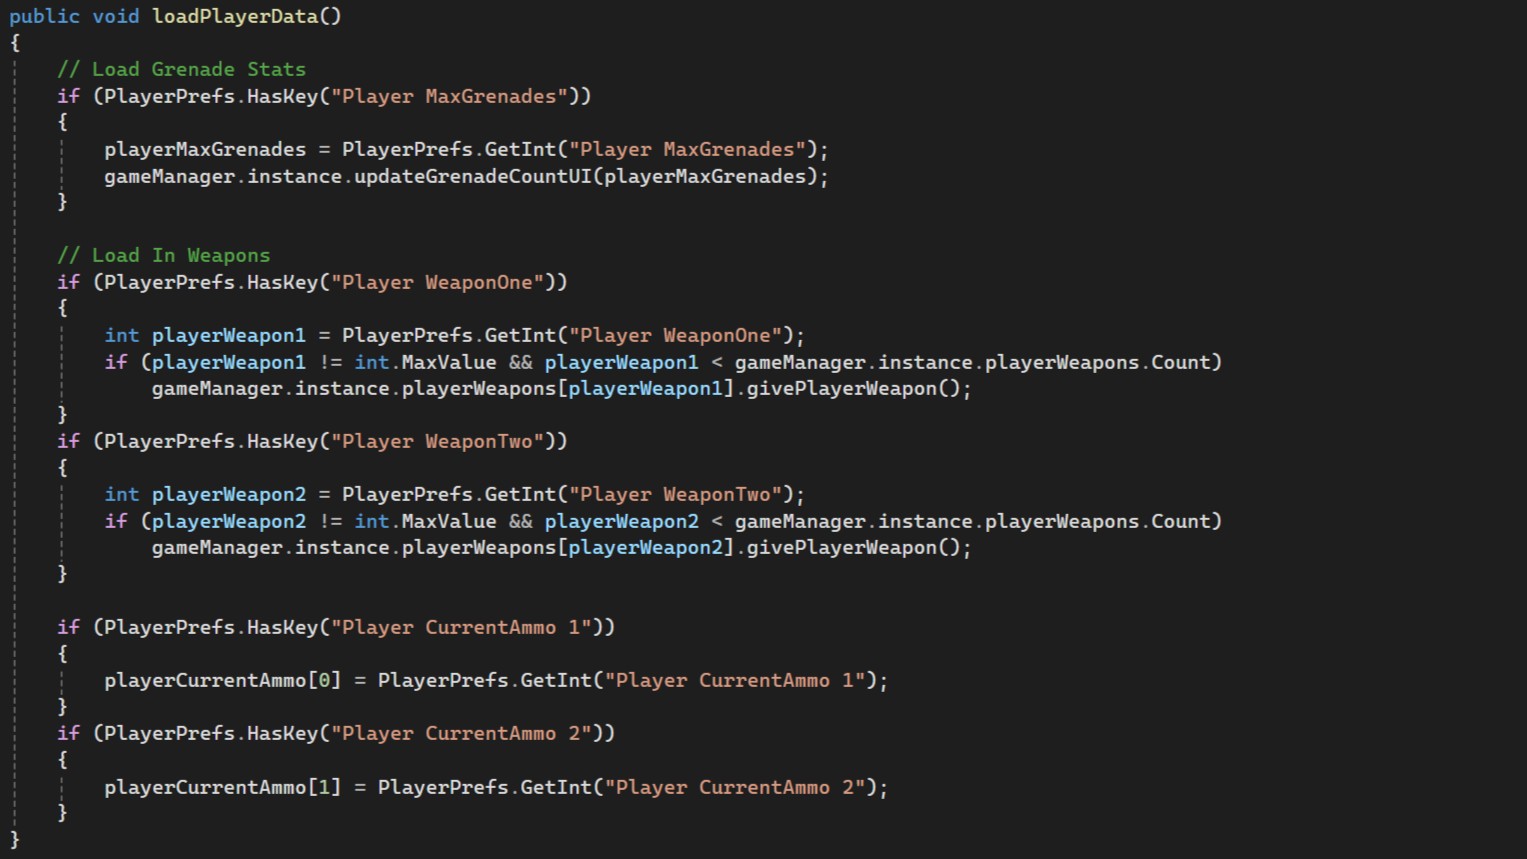 public void loadPlayerData()
{
    // Load Grenade Stats
    if (PlayerPrefs.HasKey("Player MaxGrenades"))
    {
        playerMaxGrenades = PlayerPrefs.GetInt("Player MaxGrenades");
        gameManager.instance.updateGrenadeCountUI(playerMaxGrenades);
    }

    // Load In Weapons
    if (PlayerPrefs.HasKey("Player WeaponOne"))
    {
        int playerWeapon1 = PlayerPrefs.GetInt("Player WeaponOne");
        if (playerWeapon1 != int.MaxValue && playerWeapon1 < gameManager.instance.playerWeapons.Count)
            gameManager.instance.playerWeapons[playerWeapon1].givePlayerWeapon();
    }
    if (PlayerPrefs.HasKey("Player WeaponTwo"))
    {
        int playerWeapon2 = PlayerPrefs.GetInt("Player WeaponTwo");
        if (playerWeapon2 != int.MaxValue && playerWeapon2 < gameManager.instance.playerWeapons.Count)
            gameManager.instance.playerWeapons[playerWeapon2].givePlayerWeapon();
    }

    if (PlayerPrefs.HasKey("Player CurrentAmmo 1"))
    {
        playerCurrentAmmo[0] = PlayerPrefs.GetInt("Player CurrentAmmo 1");
    }
    if (PlayerPrefs.HasKey("Player CurrentAmmo 2"))
    {
        playerCurrentAmmo[1] = PlayerPrefs.GetInt("Player CurrentAmmo 2");
    }
}